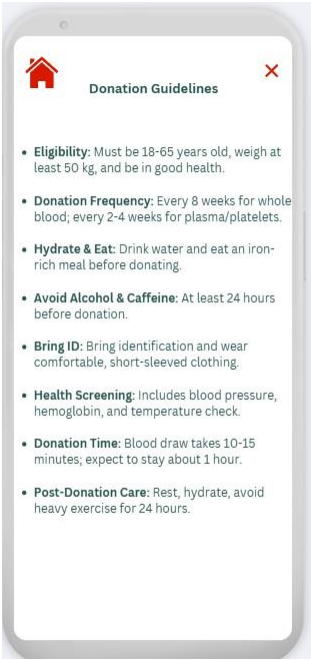 Donation Guidelines
• Eligibility: Must be 18-65 years old, weigh at
least 50 kg, and be in good health.
• Donation Frequency: Every 8 weeks for whole
blood; every 2-4 weeks for plasma/platelets.
• Hydrate & Eat: Drink water and eat an iron-
rich meal before donating.
• Avoid Alcohol & Caffeine: At least 24 hours
before donation.
• Bring ID: Bring identification and wear
comfortable, short-sleeved clothing.
• Health Screening: Includes blood pressure,
hemoglobin, and temperature check.
• Donation Time: Blood draw takes 10-15
minutes; expect to stay about 1 hour.
• Post-Donation Care: Rest, hydrate, avoid
heavy exercise for 24 hours.